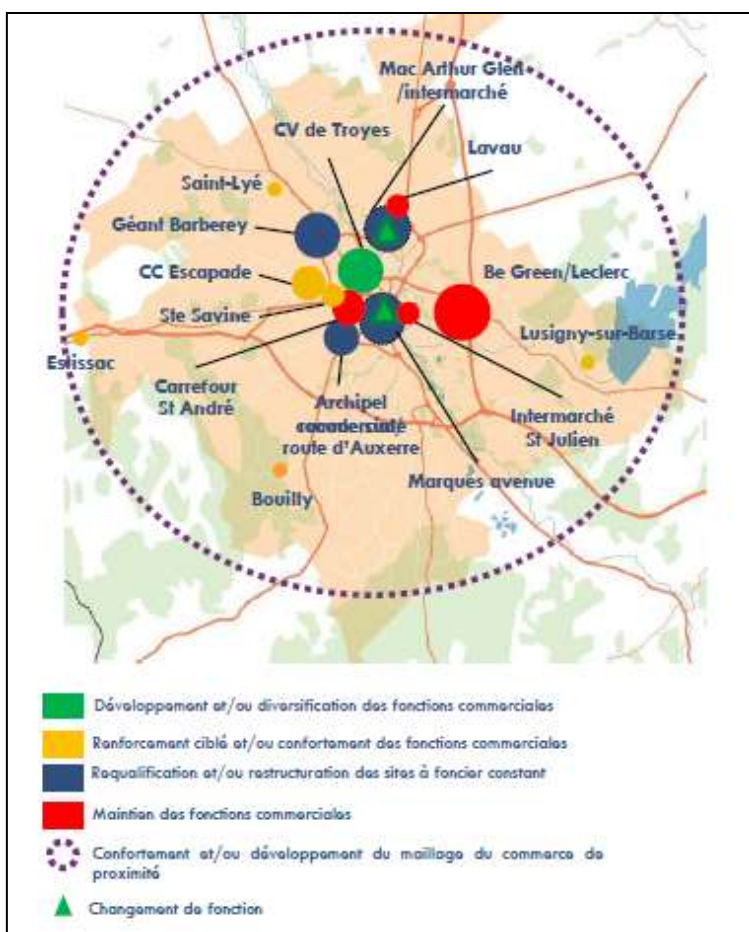 Mac Arthur Glen
/intermarché
CV de Troyes
Lavau
Saint-Lyé
Géant Barberey
CC Escapade
Be Green/Leclerc
Ste Savine
Lusigny-sur-Barse
Estissac
Carrefour
St André
Archipel
route d'Auxerre
Intermarché
St Julien
Marques avenue
Bouilly
Développement et/ou diversification des fonctions commerciales
Renforcement ciblé et/ou confortement des fonctions commerciales
Requalification et/ou restructuration des sites à foncier constant
Maintien des fonctions commerciales
Confortement et/ou développement du maillage du commerce de
proximité
Changement de fonction